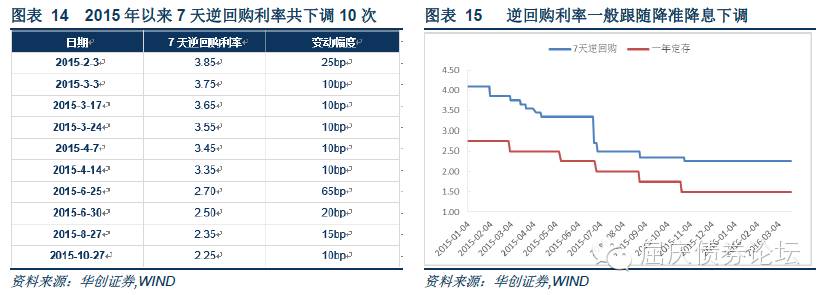 图表 14 2015 年以来 7 天逆回购利率共下调 10 次
日期 7 天逆回购利率 变动幅度
2015-2-3 3.85 25bp
2015-3-3 3.75 10bp
2015-3-17 3.65 10bp
2015-3-24 3.55 10bp
2015-4-7 3.45 10bp
2015-4-14 3.35 10bp
2015-6-25 2.70 65bp
2015-6-30 2.50 20bp
2015-8-27 2.35 15bp
2015-10-27 2.25 10bp
资料来源：华创证券,WIND
图表 15 逆回购利率一般跟随降准降息下调
7天逆回购 一年定存
4.50
4.00
3.50
3.00
2.50
2.00
1.50
1.00
2015-01-04 2015-02-04 2015-03-04 2015-04-04 2015-05-04 2015-06-04 2015-07-04 2015-08-04 2015-09-04 2015-10-04 2015-11-04 2015-12-04 2016-01-04 2016-02-04 2016-03-04
屈庆债券论坛
资料来源：华创证券,WIND